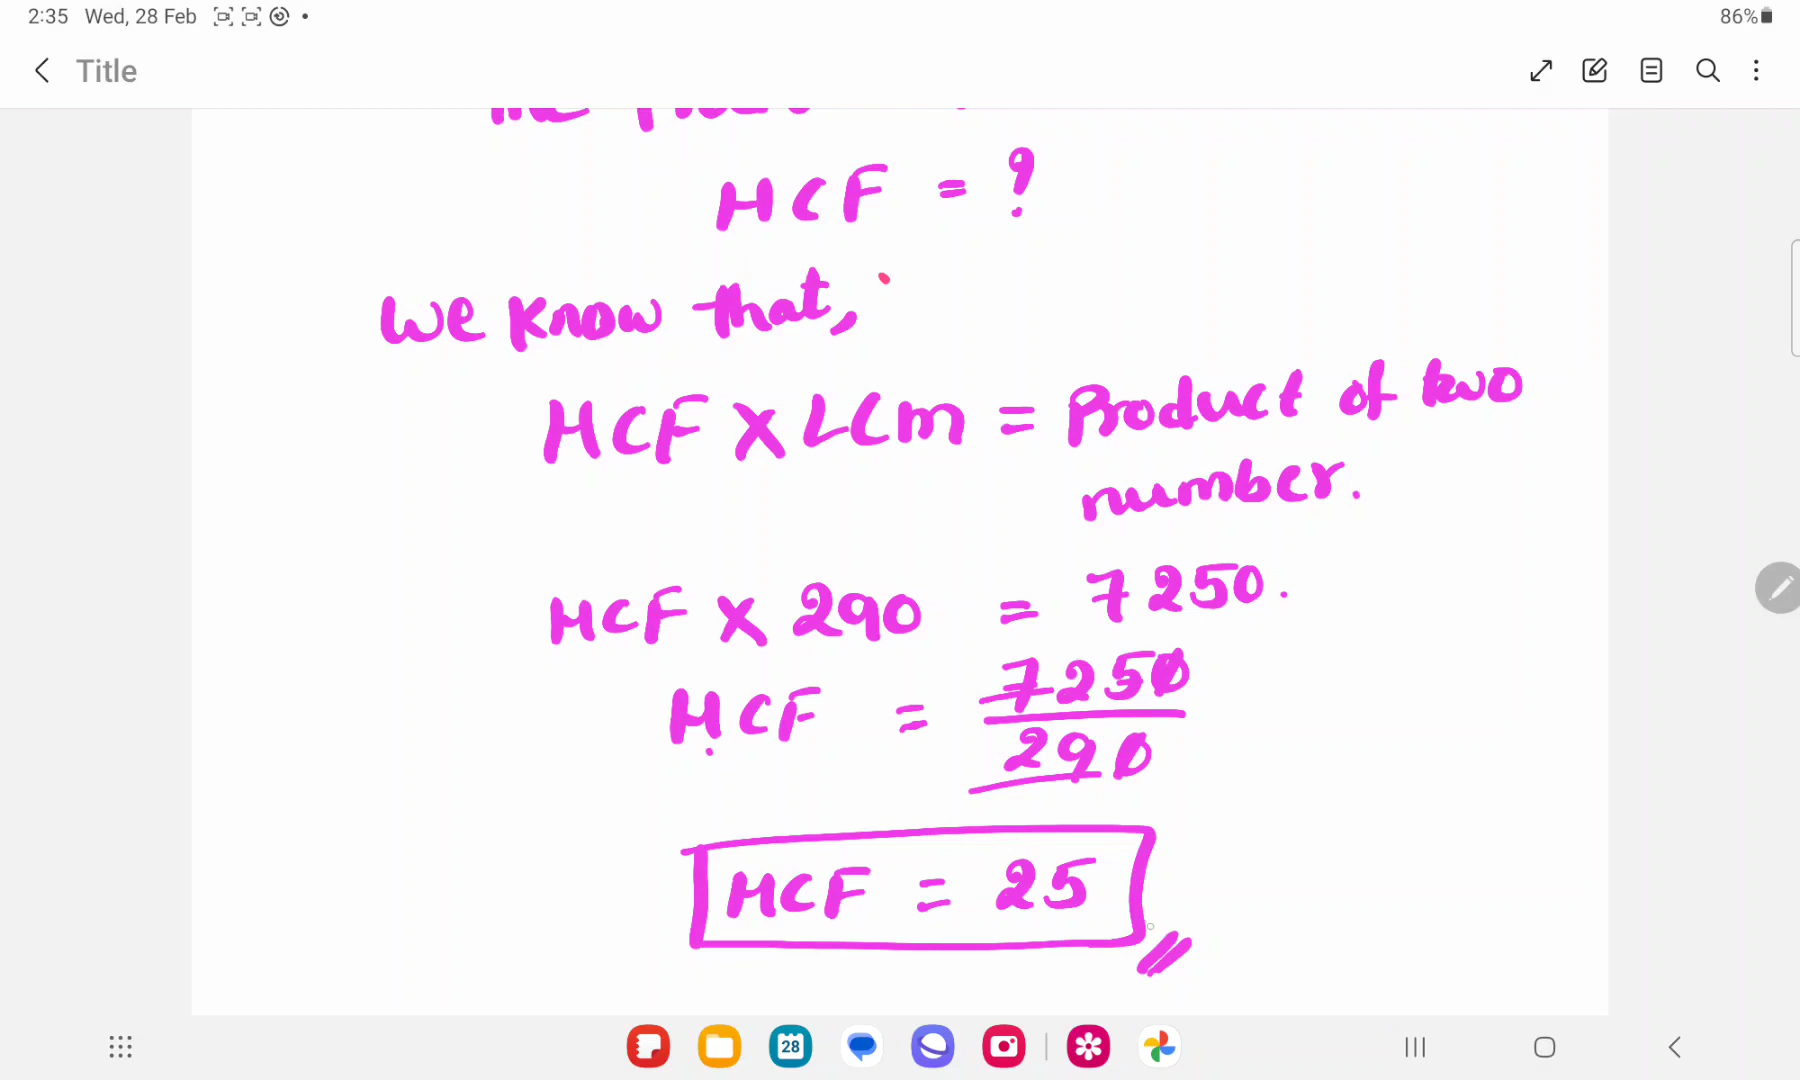 2:35 Wed, 28 Feb
86%
Title
HCF = ?
We know that,
HCF X LCm = Product of two
number.
HCF X 290 = 7250.
HCF = 7250
290
HCF = 25
28